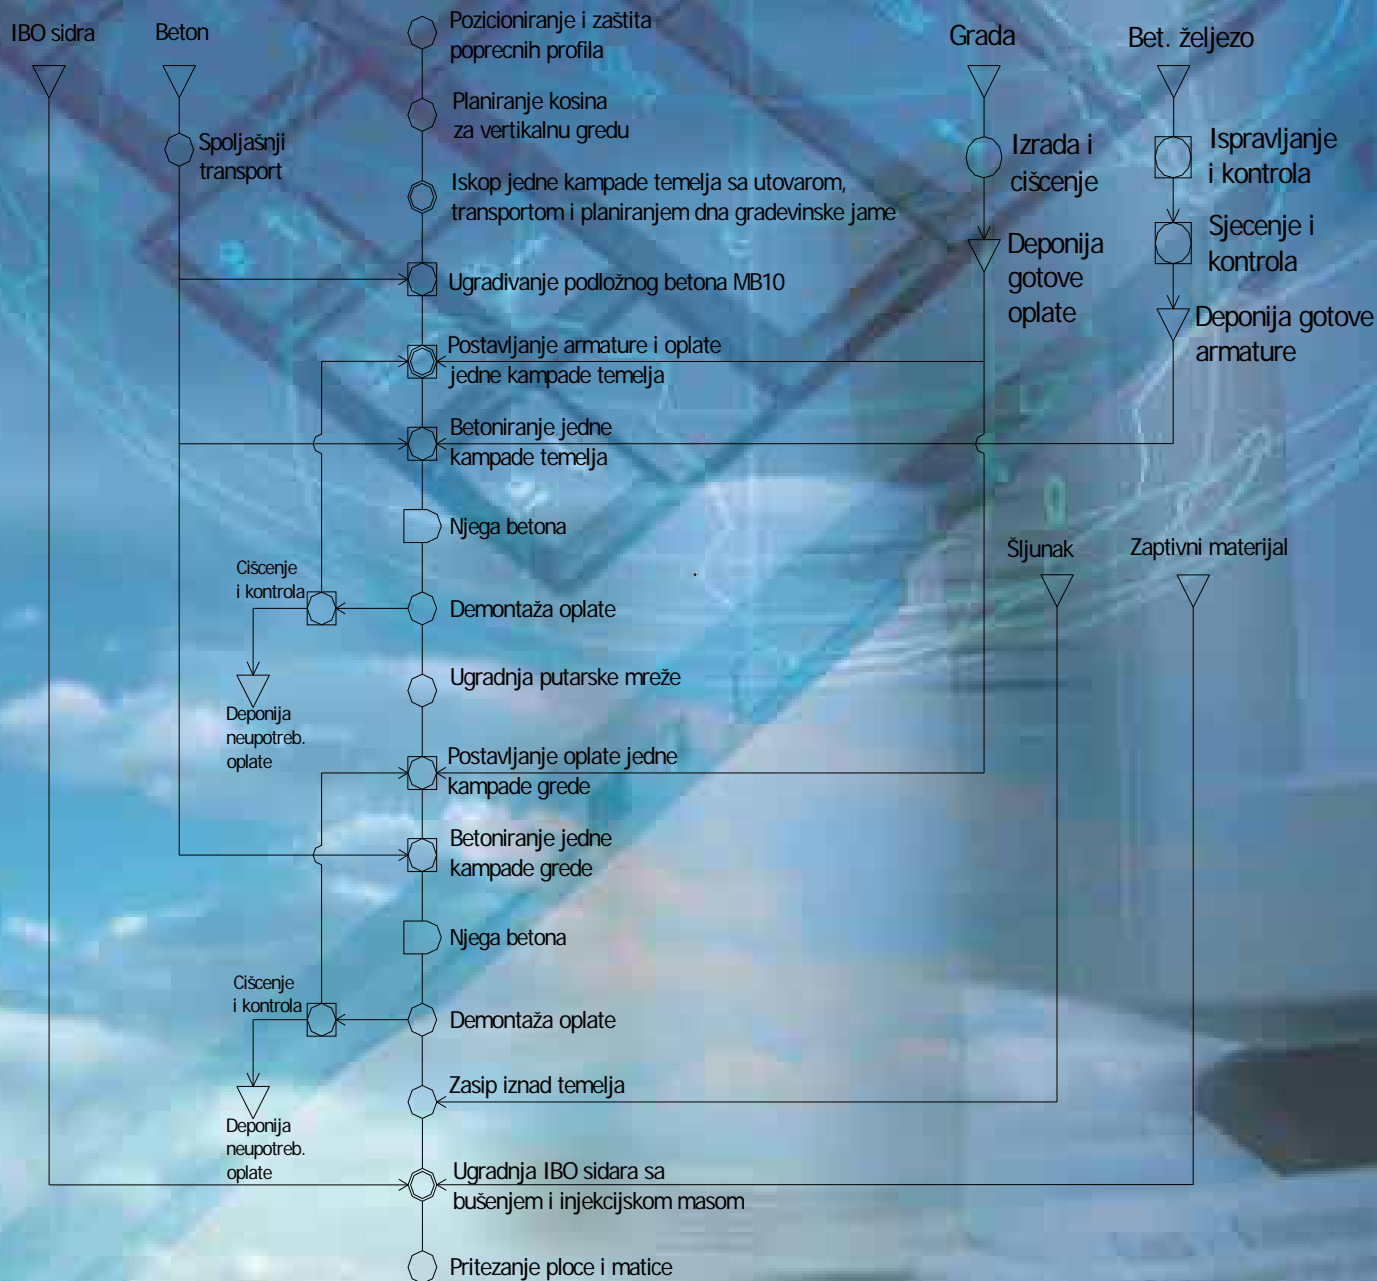 IBO sidra
Beton
Pozicioniranje i zaštita
poprecnih profila
Grada
Bet. željezo
Planiranje kosina
za vertikalnu gredu
Spoljašnji
transport
Izrada i
cišcenje
Ispravljanje
i kontrola
Iskop jedne kampade temelja sa utovarom,
transportom i planiranjem dna gradevinske jame
Sjecenje i
kontrola
Deponija
gotove
oplate
Ugradivanje podložnog betona MB10
Deponija gotove
armature
Postavljanje armature i oplate
jedne kampade temelja
Betoniranje jedne
kampade temelja
Njega betona
Šljunak
Zaptivni materijal
Cišcenje
i kontrola
Demontaža oplate
Ugradnja putarske mreže
Deponija
neupotreb.
oplate
Postavljanje oplate jedne
kampade grede
Betoniranje jedne
kampade grede
Njega betona
Cišcenje
i kontrola
Demontaža oplate
Zasip iznad temelja
Deponija
neupotreb.
oplate
Ugradnja IBO sidara sa
bušenjem i injekcijskom masom
Pritezanje ploce i matice